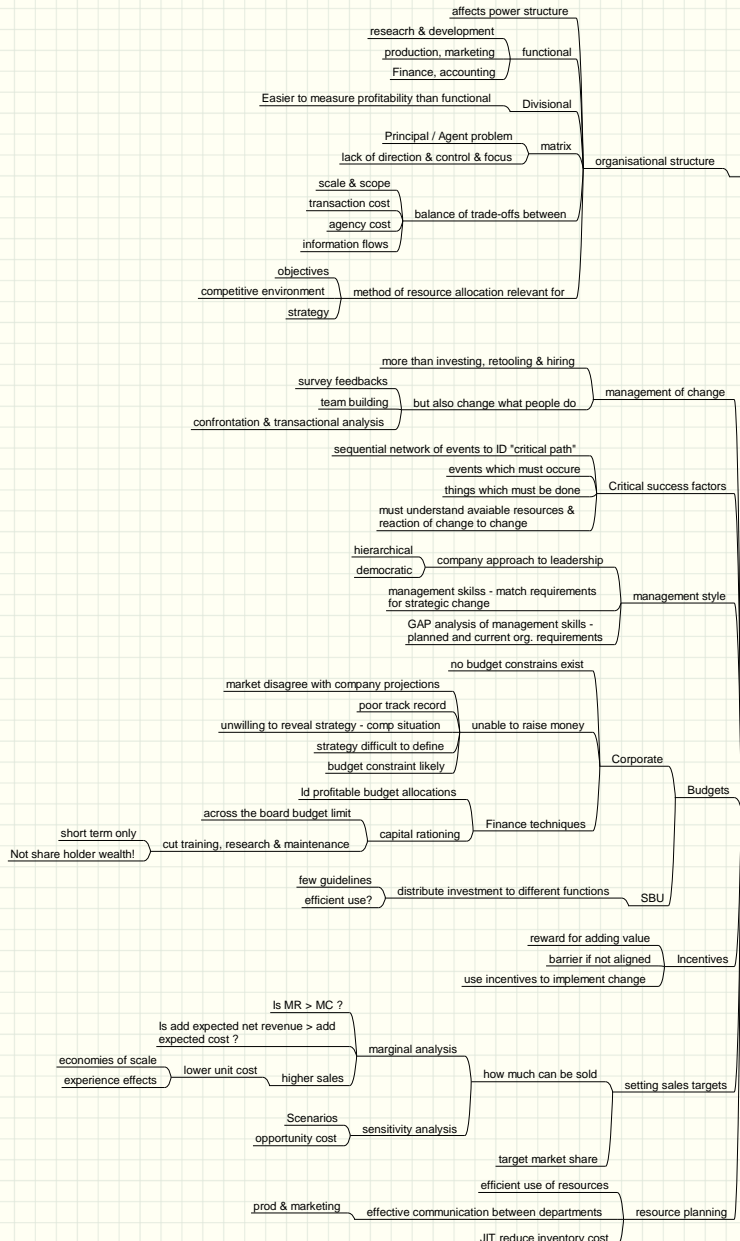 affects power structure
reseacrh & development
production, marketing
functional
Finance, accounting
Easier to measure profitability than functional
Divisional
Principal / Agent problem
matrix
lack of direction & control & focus
organisational structure
scale & scope
transaction cost
balance of trade-offs between
agency cost
information flows
objectives
competitive environment
method of resource allocation relevant for
strategy
more than investing, retooling & hiring
survey feedbacks
management of change
team building
but also change what people do
confrontation & transactional analysis
sequential network of events to ID "critical path"
events which must occure
things which must be done
Critical success factors
must understand avaiable resources &
reaction of change to change
hierarchical
company approach to leadership
democratic
management skilss - match requirements
for strategic change
management style
GAP analysis of management skills -
planned and current org. requirements
no budget constrains exist
market disagree with company projections
poor track record
unwilling to reveal strategy - comp situation
unable to raise money
strategy difficult to define
budget constraint likely
Corporate
Id profitable budget allocations
Budgets
across the board budget limit
Finance techniques
short term only
capital rationing
cut training, research & maintenance
Not share holder wealth!
few guidelines
distribute investment to different functions
efficient use?
SBU
reward for adding value
barrier if not aligned
Incentives
use incentives to implement change
Is MR > MC ?
Is add expected net revenue > add
expected cost ?
marginal analysis
economies of scale
lower unit cost
experience effects
higher sales
how much can be sold
setting sales targets
Scenarios
sensitivity analysis
opportunity cost
target market share
efficient use of resources
prod & marketing
effective communication between departments
resource planning
JIT reduce inventory cost